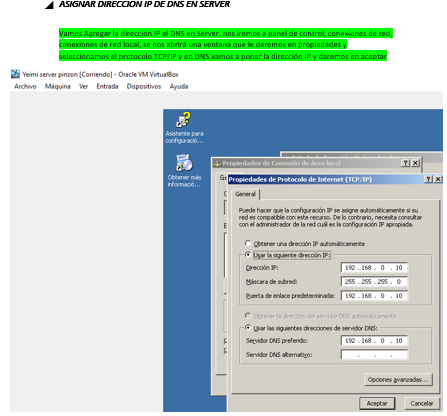 ASIGNAR DIRECCION IP DE DNS EN SERVER
Vamos Agregar la dirección IP al DNS en Server, nos iremos a panel de control, conexiones de red,
conexiones de red local, se nos abrirá una ventana que le daremos en propiedades y
seleccionamos el protocolo TCP/IP y en DNS vamos a poner la dirección IP y daremos en aceptar
Yeimi server pinzon [Corriendo] - Oracle VM VirtualBox
Archivo Máquina Ver Entrada Dispositivos Ayuda
Asistente para
configuració...
Obtener más
informació...
Propiedades de Conexión de área local
Propiedades de Protocolo de Internet (TCP/IP)
General
Puede hacer que la configuración IP se asigne automáticamente si su
red es compatible con este recurso. De lo contrario, necesita consultar
con el administrador de la red cuál es la configuración IP apropiada.
Obtener una dirección IP automáticamente
Usar la siguiente dirección IP:
Dirección IP: 192 . 168 . 0 . 10
Máscara de subred: 255 . 255 . 255 . 0
Puerta de enlace predeterminada: 192 . 168 . 0 . 10
Obtener la dirección del servidor DNS automáticamente
Usar las siguientes direcciones de servidor DNS:
Servidor DNS preferido: 192 . 168 . 0 . 10
Servidor DNS alternativo: . . .
Opciones avanzadas...
Aceptar Cancelar